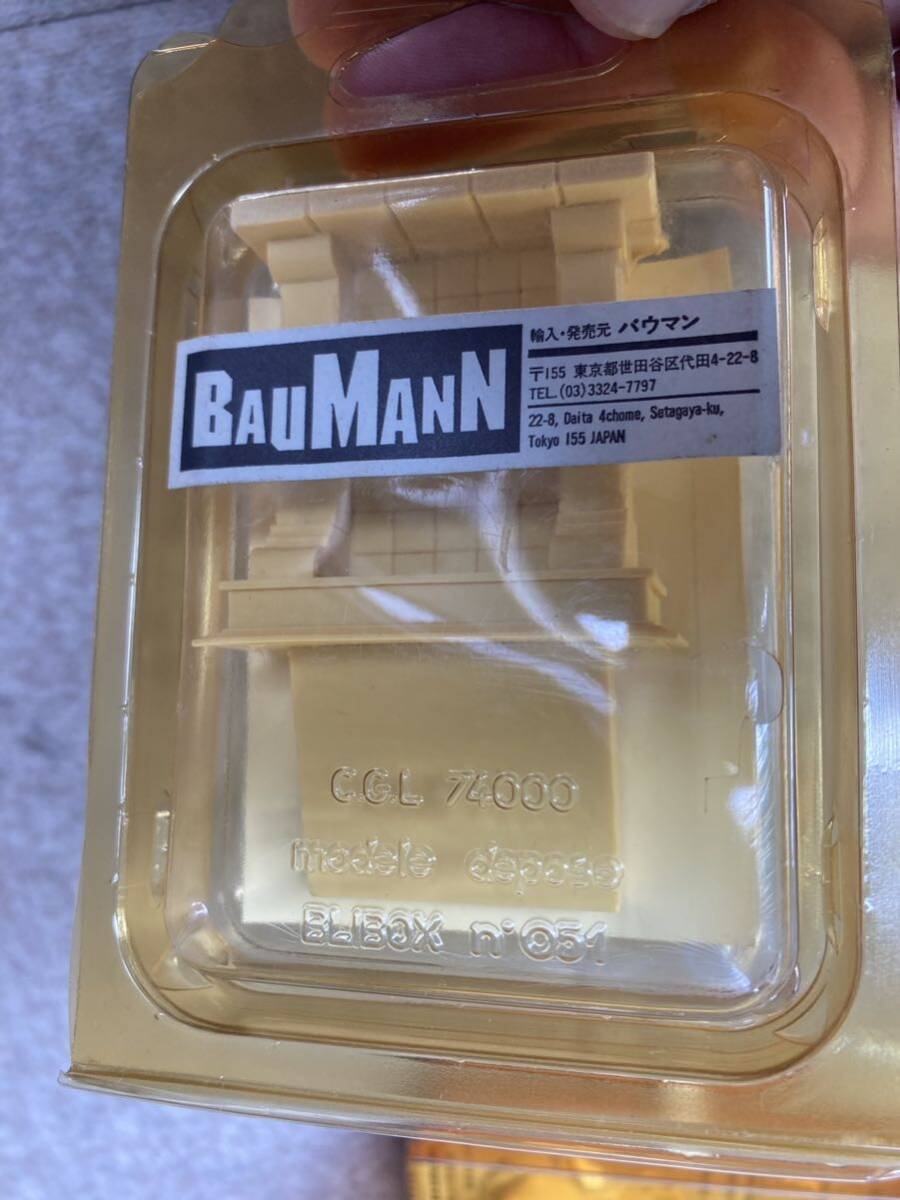 BAUMANN
輸入・発売元 バウマン
〒155 東京都世田谷区代田4-22-8
TEL.(03)3324-7797
22-8, Daita 4chome, Setagaya-ku,
Tokyo 155 JAPAN
C.G.L 74000
modele depose
BLIBOX n° 051